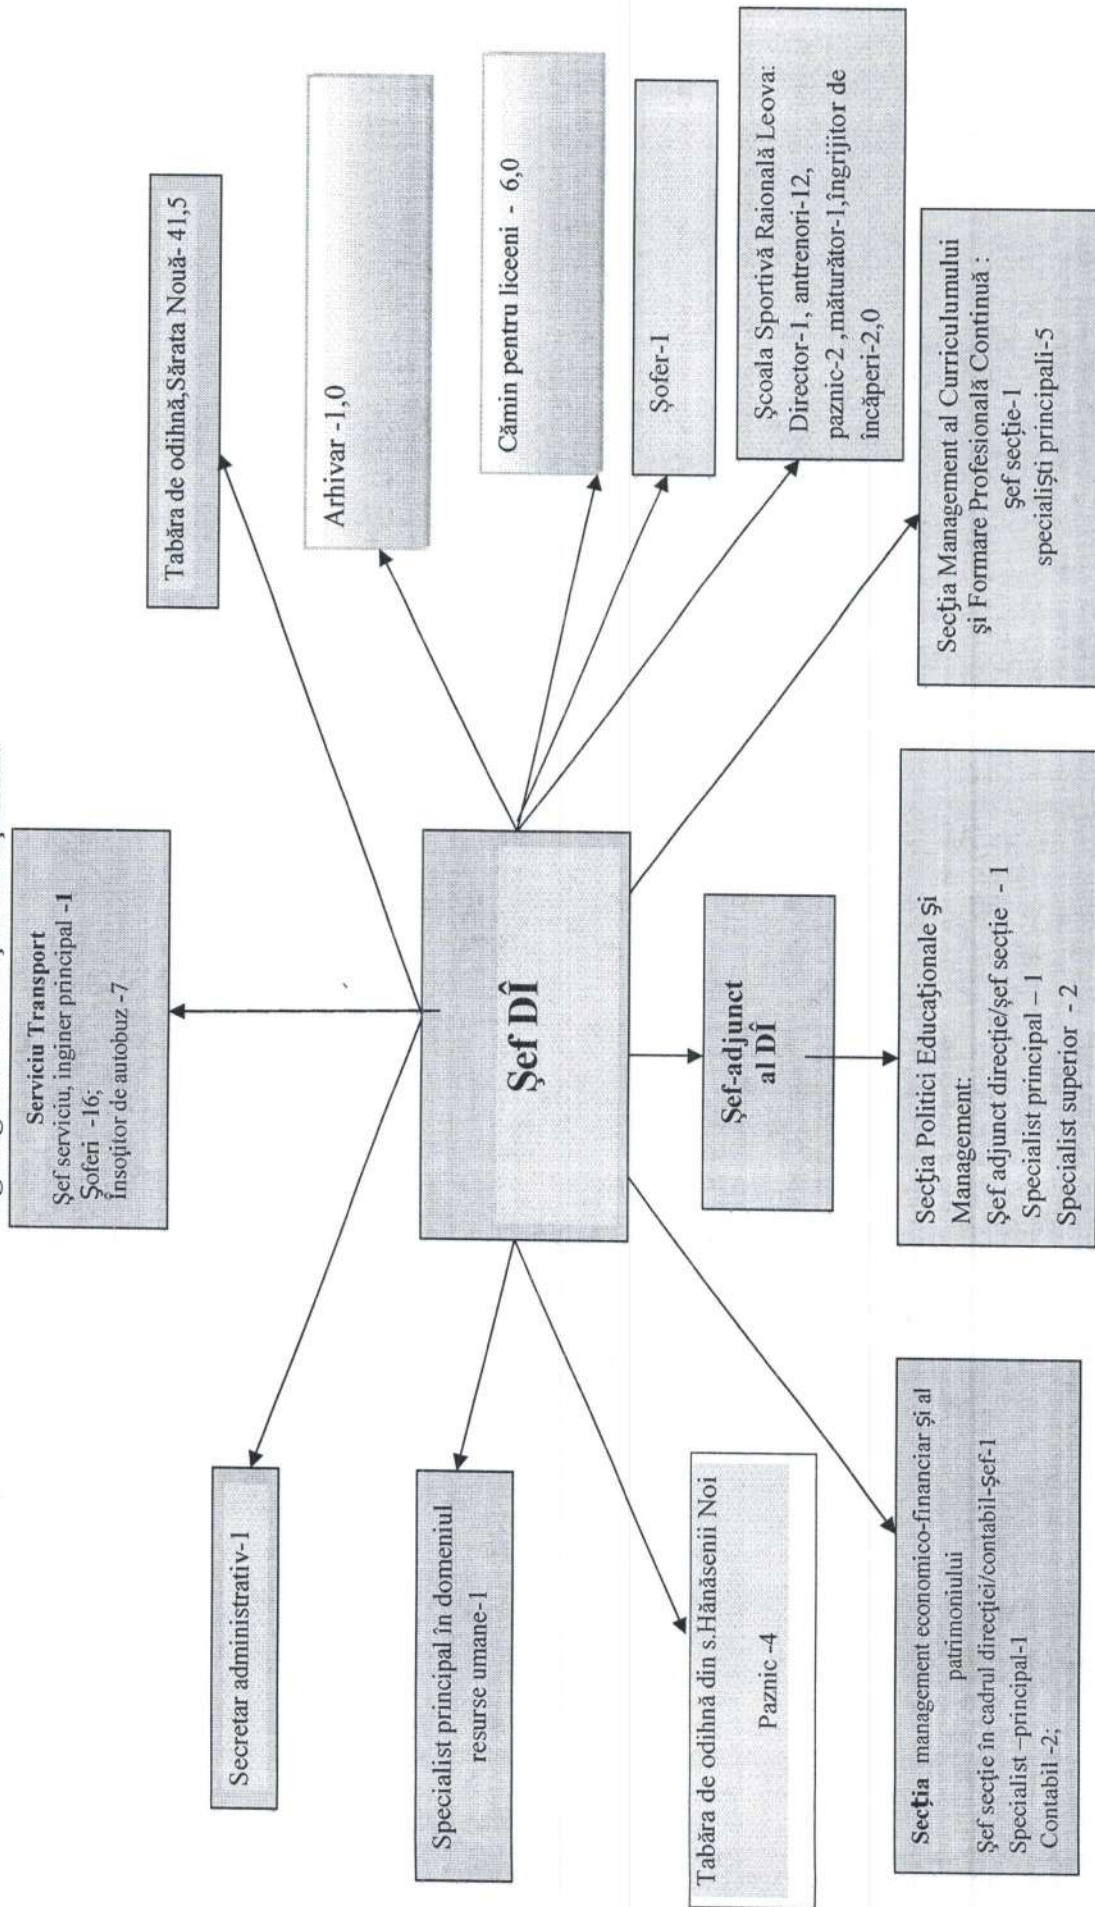 Serviciu Transport
Şef serviciu, inginer principal -1
Şoferi -16;
Însoţitor de autobuz -7
Secretar administrativ-1
Tabăra de odihnă,Sărata Nouă- 41,5
Specialist principal în domeniul
resurse umane-1
Arhivar -1,0
Şef DÎ
Cămin pentru liceeni - 6,0
Tabăra de odihnă din s.Hănăsenii Noi
Paznic -4
Şofer-1
Şef-adjunct
al DÎ
Şcoala Sportivă Raională Leova:
Director-1, antrenori-12,
paznic-2 ,măturător-1,îngrijitor de
încăperi-2,0
Secţia management economico-financiar şi al
patrimoniului
Şef secţie în cadrul direcţiei/contabil-şef-1
Specialist –principal-1
Contabil -2;
Secţia Politici Educaţionale şi
Management:
Şef adjunct direcţie/şef secţie - 1
Specialist principal – 1
Specialist superior - 2
Secţia Management al Curriculumului
şi Formare Profesională Continuă :
şef secţie-1
specialişti principali-5